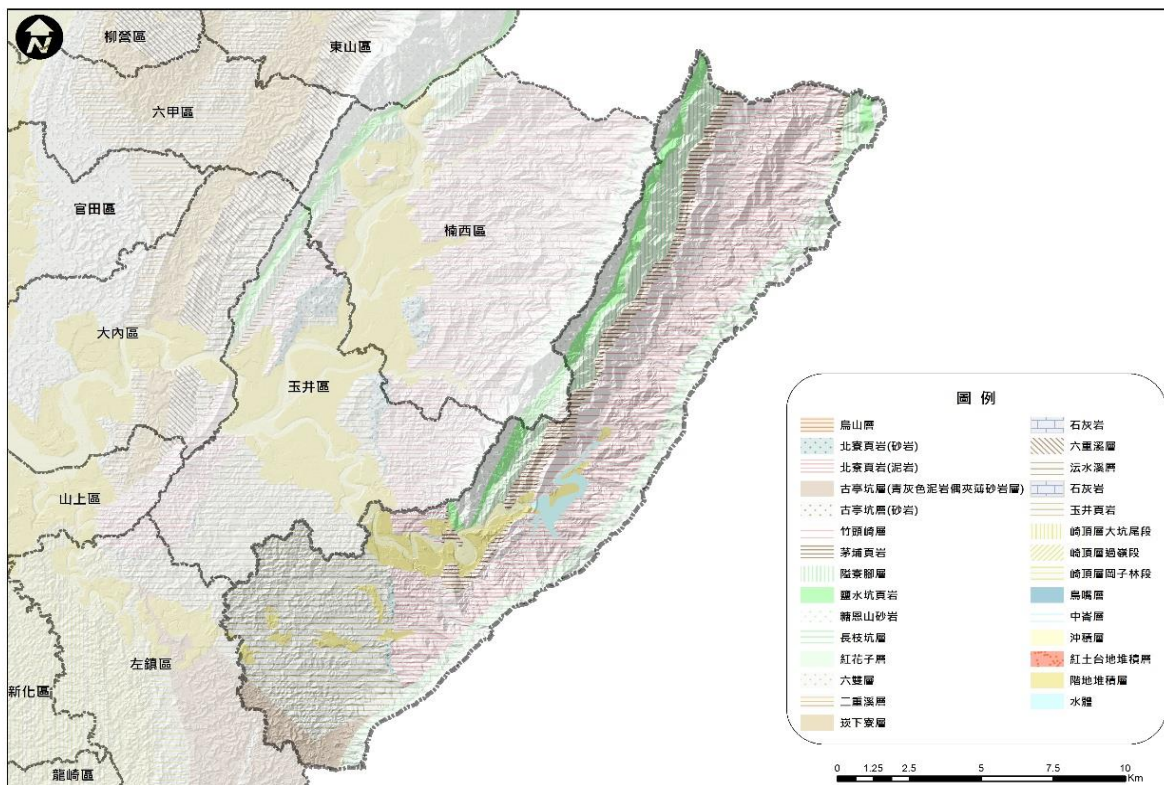 N
柳營區
東山區
六甲區
官田區
楠西區
大內區
玉井區
山上區
左鎮區
新化區
龍崎區
圖例
烏山層
北寮頁岩(砂岩)
北寮頁岩(泥岩)
古亭坑層(青灰色泥岩偶夾薄砂岩層)
古亭坑層(砂岩)
竹頭崎層
茅埔頁岩
隘寮腳層
鹽水坑頁岩
糖恩山砂岩
長枝坑層
紅花子層
六雙層
二重溪層
崁下寮層
石灰岩
六重溪層
沄水溪層
石灰岩
玉井頁岩
崎頂層大坑尾段
崎頂層過嶺段
崎頂層岡子林段
鳥嘴層
中崙層
沖積層
紅土台地堆積層
階地堆積層
水體
0 1.25 2.5 5 7.5 10
Km